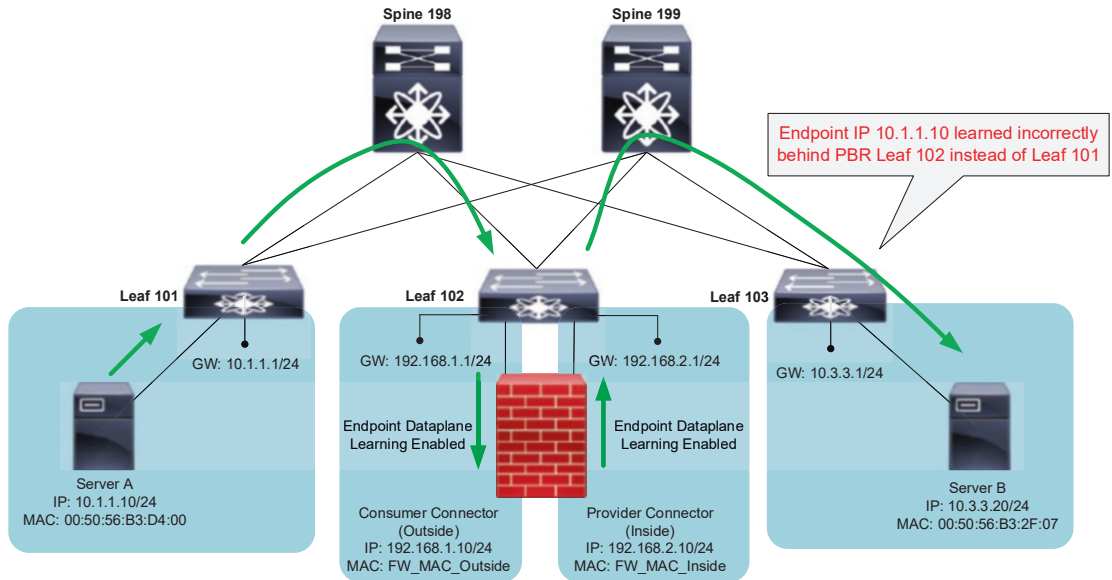 Spine 198
Spine 199
Endpoint IP 10.1.1.10 learned incorrectly
behind PBR Leaf 102 instead of Leaf 101
Leaf 101
Leaf 102
Leaf 103
GW: 10.1.1.1/24
GW: 192.168.1.1/24
GW: 192.168.2.1/24
GW: 10.3.3.1/24
Endpoint Dataplane
Learning Enabled
Endpoint Dataplane
Learning Enabled
Server A
IP: 10.1.1.10/24
MAC: 00:50:56:B3:D4:00
Consumer Connector
(Outside)
IP: 192.168.1.10/24
MAC: FW_MAC_Outside
Provider Connector
(Inside)
IP: 192.168.2.10/24
MAC: FW_MAC_Inside
Server B
IP: 10.3.3.20/24
MAC: 00:50:56:B3:2F:07